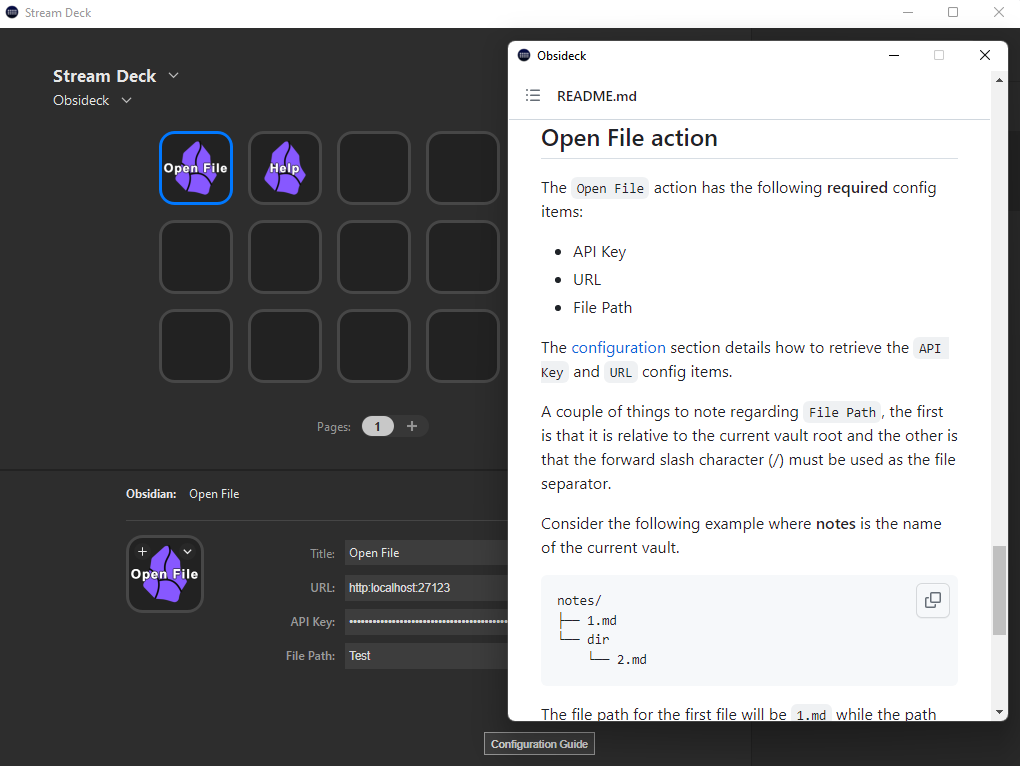 Stream Deck
Stream Deck
Obsideck
Open File
Help
Pages: 1 +
Obsidian: Open File
Open File
Title: Open File
URL: http:localhost:27123
API Key: ••••••••••••••••••••••••••••••••••••••••
File Path: Test
Configuration Guide
Obsideck
README.md
Open File action
The Open File action has the following required config
items:
• API Key
• URL
• File Path
The configuration section details how to retrieve the API
Key and URL config items.
A couple of things to note regarding File Path, the first
is that it is relative to the current vault root and the other is
that the forward slash character (/) must be used as the file
separator.
Consider the following example where notes is the name
of the current vault.
notes/
├── 1.md
└── dir
    └── 2.md
The file path for the first file will be 1.md while the path